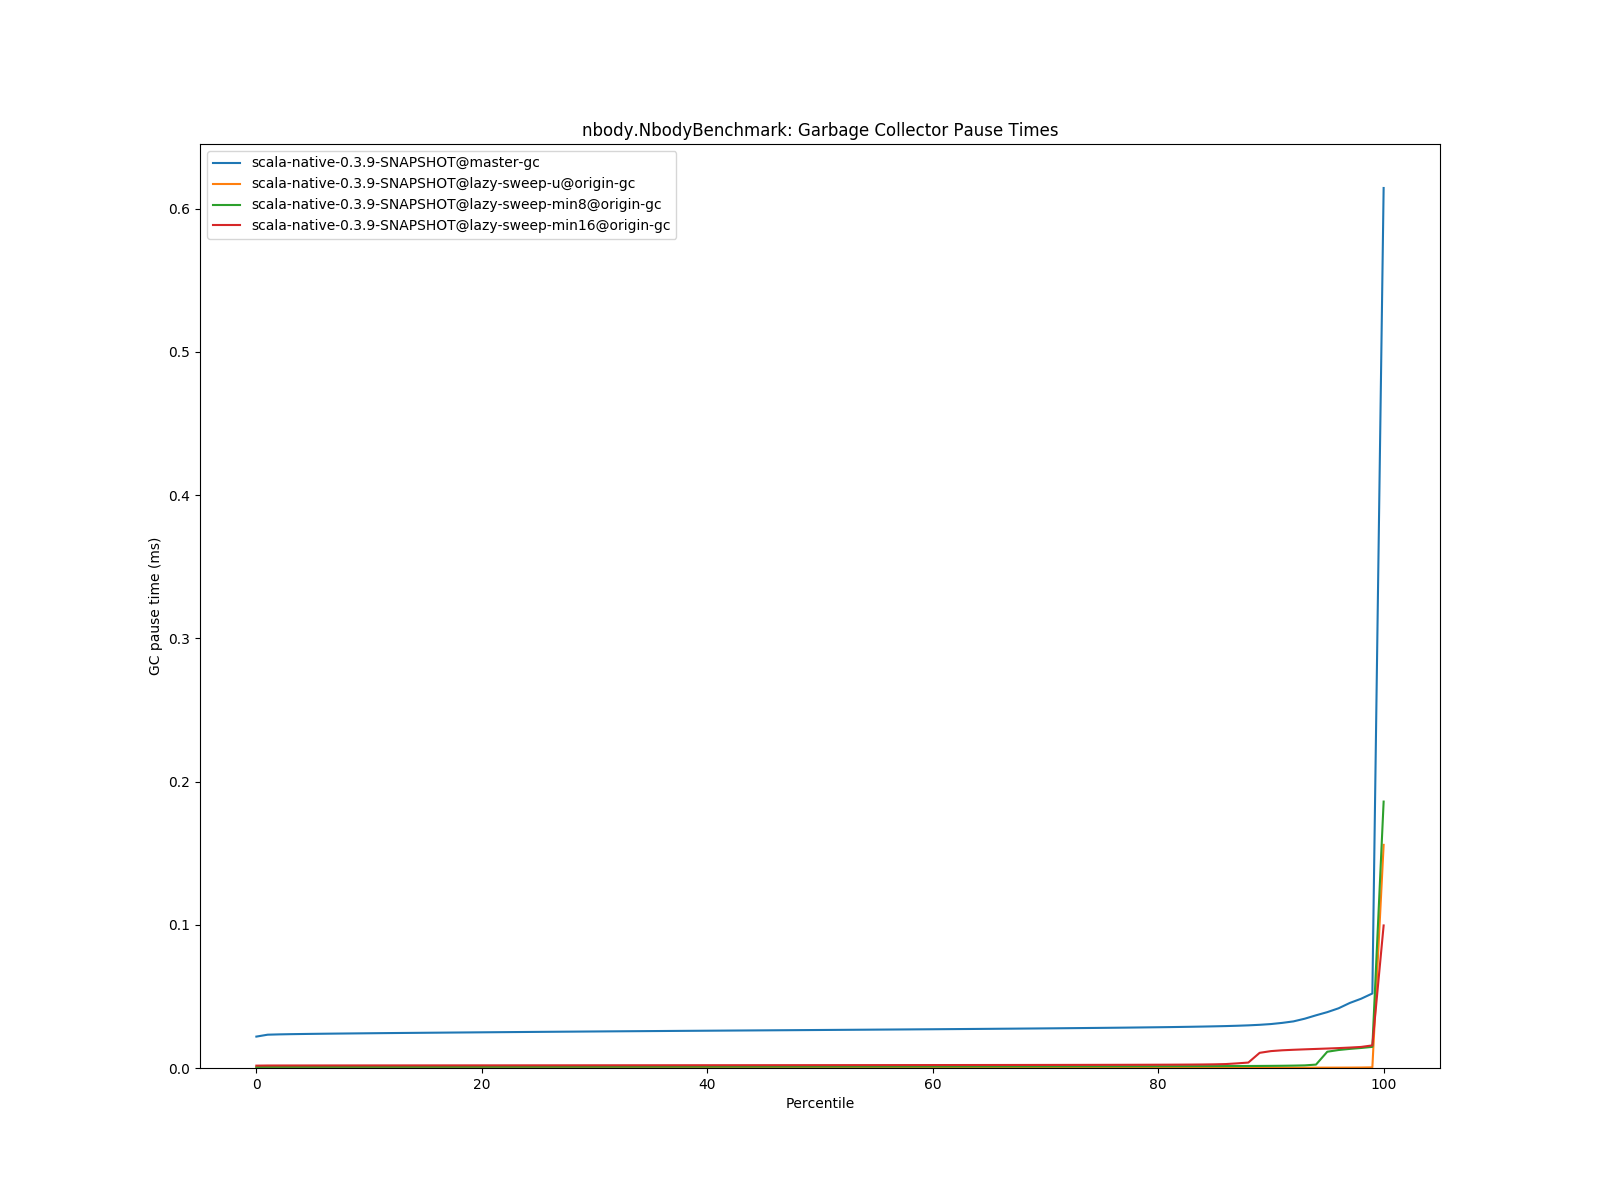 nbody.NbodyBenchmark: Garbage Collector Pause Times
scala-native-0.3.9-SNAPSHOT@master-gc
scala-native-0.3.9-SNAPSHOT@lazy-sweep-u@origin-gc
scala-native-0.3.9-SNAPSHOT@lazy-sweep-min8@origin-gc
scala-native-0.3.9-SNAPSHOT@lazy-sweep-min16@origin-gc
0.6
0.5
0.4
0.3
0.2
0.1
0.0
GC pause time (ms)
0 20 40 60 80 100
Percentile